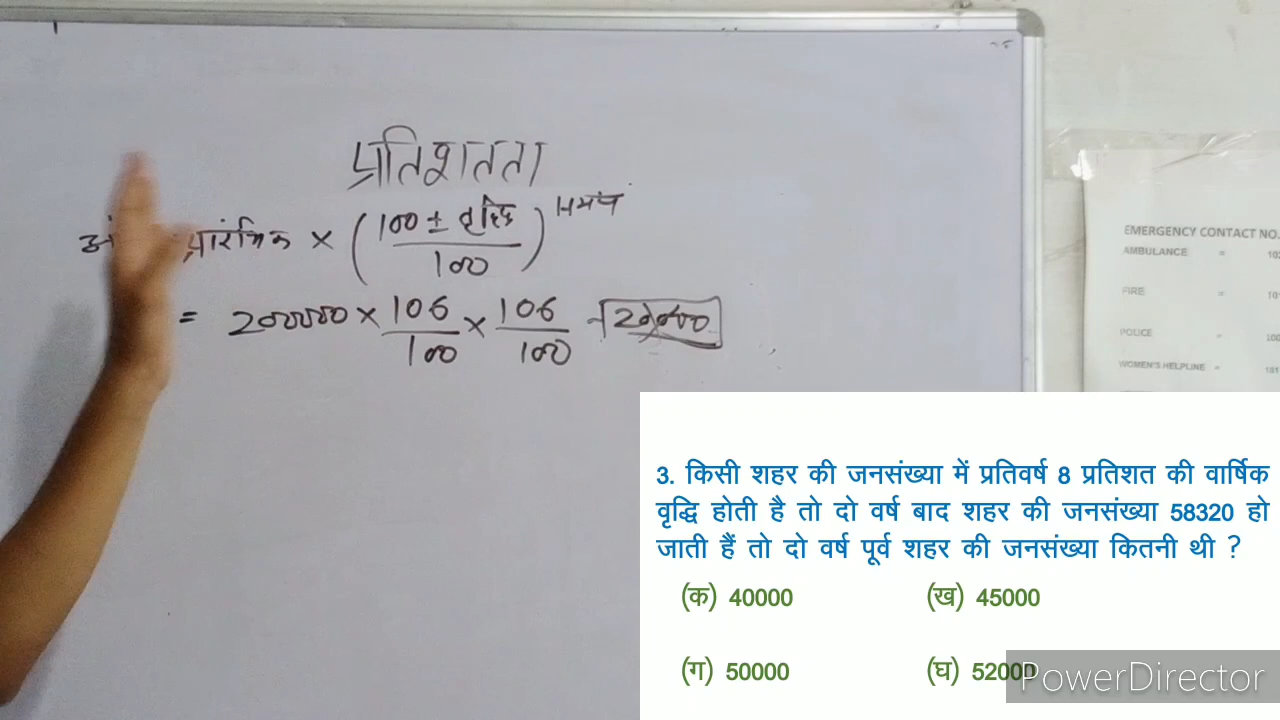 प्रतिशतता
प्रारंभिक × (100 ± वृद्धि / 100)^समय
= 200000 × 106/100 × 106/100 - 20000
EMERGENCY CONTACT NO.
AMBULANCE =
FIRE =
POLICE =
WOMEN'S HELPLINE =
3. किसी शहर की जनसंख्या में प्रतिवर्ष 8 प्रतिशत की वार्षिक
वृद्धि होती है तो दो वर्ष बाद शहर की जनसंख्या 58320 हो
जाती हैं तो दो वर्ष पूर्व शहर की जनसंख्या कितनी थी ?
(क) 40000 (ख) 45000
(ग) 50000 (घ) 52000
PowerDirector